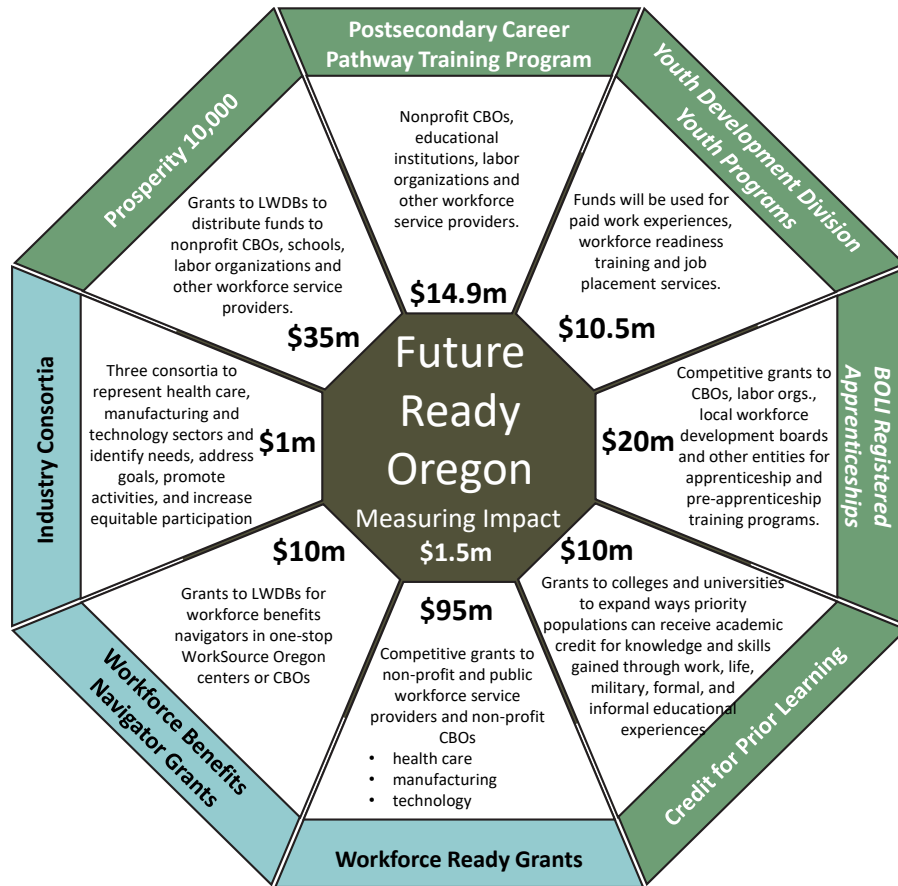 Postsecondary Career
Pathway Training Program
Nonprofit CBOs,
educational
institutions, labor
organizations and
other workforce
service providers.
$14.9m
Youth Development Division
Youth Programs
Funds will be used for
paid work experiences,
workforce readiness
training and job
placement services.
$10.5m
BOLI Registered
Apprenticeships
Competitive grants to
CBOs, labor orgs.,
local workforce
development boards
and other entities for
apprenticeship and
pre-apprenticeship
training programs.
$20m
Credit for Prior Learning
$10m
Grants to colleges and universities
to expand ways priority
populations can receive academic
credit for knowledge and skills
gained through work, life,
military, formal, and
informal educational
experiences
Workforce Ready Grants
$95m
Competitive grants to
non-profit and public
workforce service
providers and non-profit
CBOs
• health care
• manufacturing
• technology
Workforce Benefits
Navigator Grants
$10m
Grants to LWDBs for
workforce benefits
navigators in one-stop
WorkSource Oregon
centers or CBOs
Industry Consortia
Three consortia to
represent health care,
manufacturing and
technology sectors and
identify needs, address
goals, promote
activities, and increase
equitable participation
$1m
Prosperity 10,000
Grants to LWDBs to
distribute funds to
nonprofit CBOs, schools,
labor organizations and
other workforce service
providers.
$35m
Future
Ready
Oregon
Measuring Impact
$1.5m